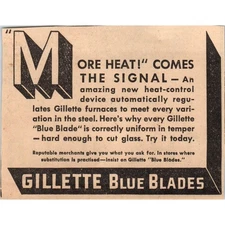 "MORE HEAT!" COMES
THE SIGNAL — An
amazing new heat-control
device automatically regu-
lates Gillette furnaces to meet every vari-
ation in the steel. Here's why every Gillette
"Blue Blade" is correctly uniform in temper
— hard enough to cut glass. Try it today.
Reputable merchants give you what you ask for. In stores where
substitution is practised—insist on Gillette "Blue Blades."
GILLETTE BLUE BLADES